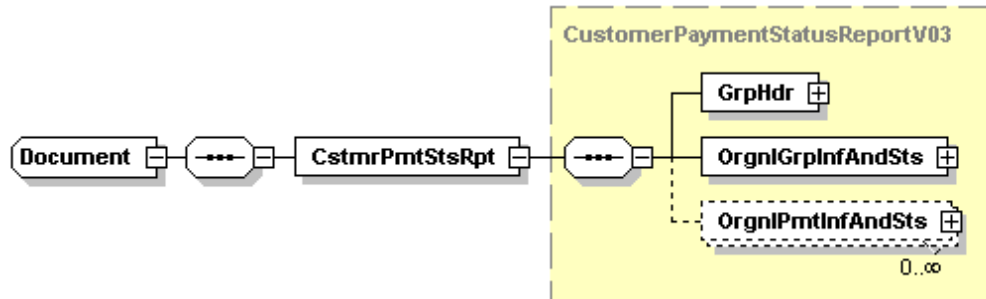 CustomerPaymentStatusReportV03
GrpHdr
Document
CstmrPmtStsRpt
OrgnlGrpInfAndSts
OrgnlPmtInfAndSts
0..∞